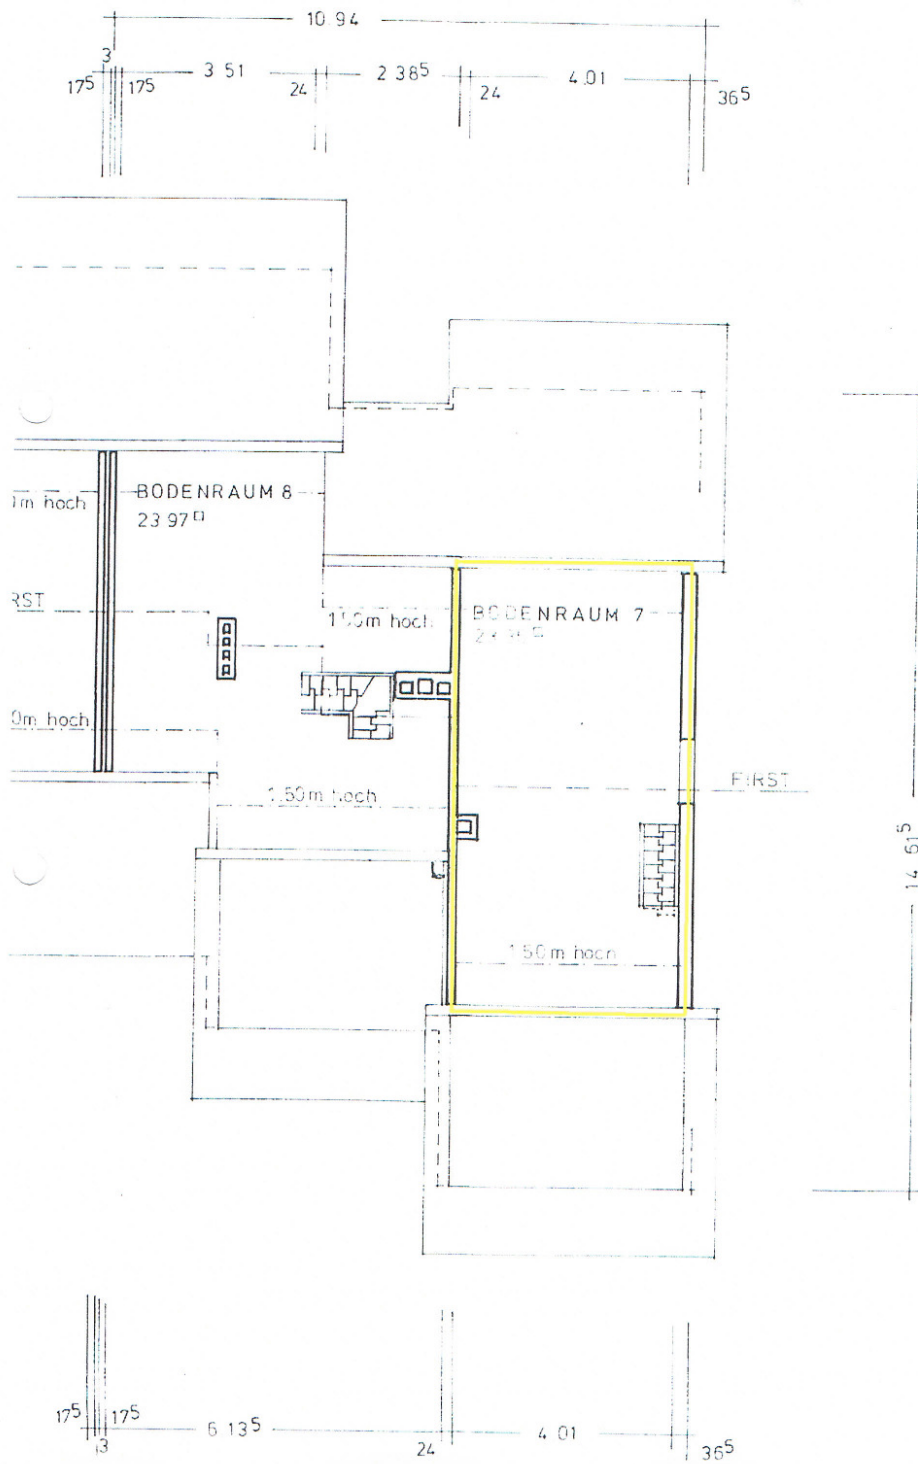 10.94
3
17⁵ 17⁵ 3 51 24 2 38⁵ 24 4.01 36⁵
1m hoch
BODENRAUM 8
23 97
RST
1 50m hoch
BODENRAUM 7
0m hoch
FIRST
1.50m hoch
14 61⁵
1 50m hoch
17⁵ 3 17⁵ 6 13⁵ 24 4 01 36⁵